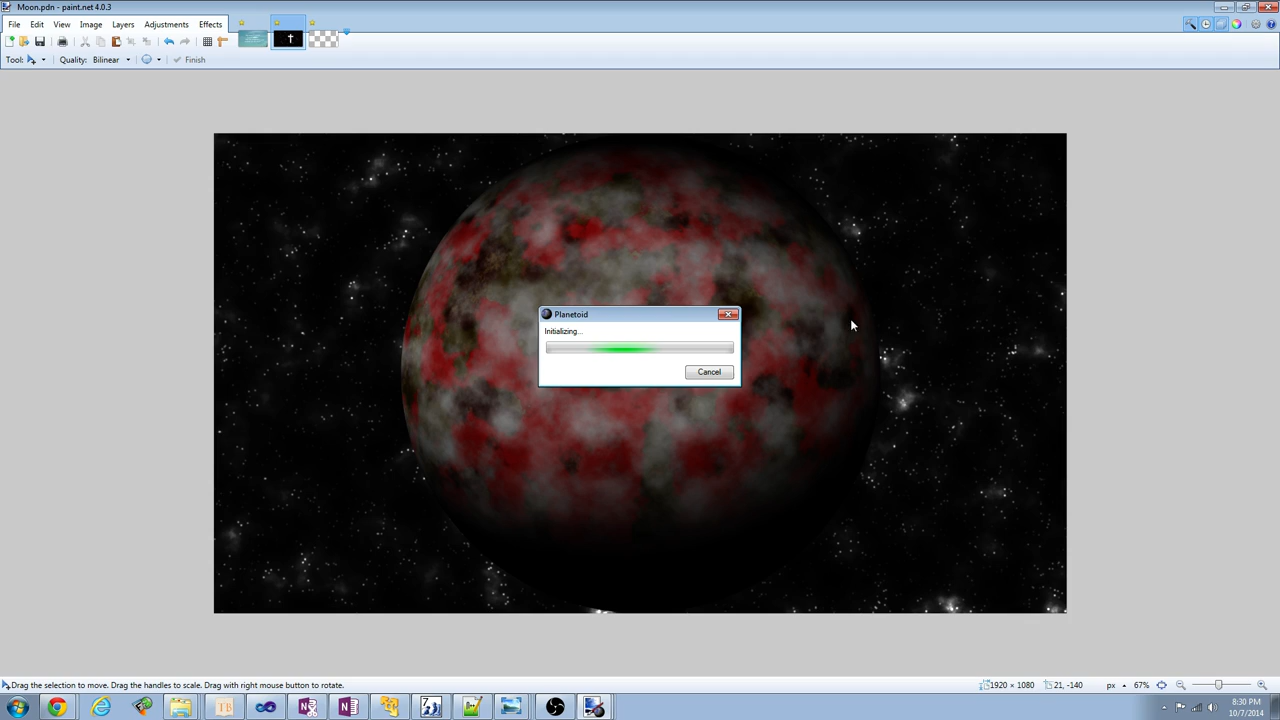 Moon.pdn - paint.net 4.0.3
File Edit View Image Layers Adjustments Effects
Tool: Quality: Bilinear Finish
Planetoid
Initializing...
Cancel
Drag the selection to move. Drag the handles to scale. Drag with right mouse button to rotate. 1920 × 1080 21, -140 px 67%
TB
8:30 PM
10/7/2014